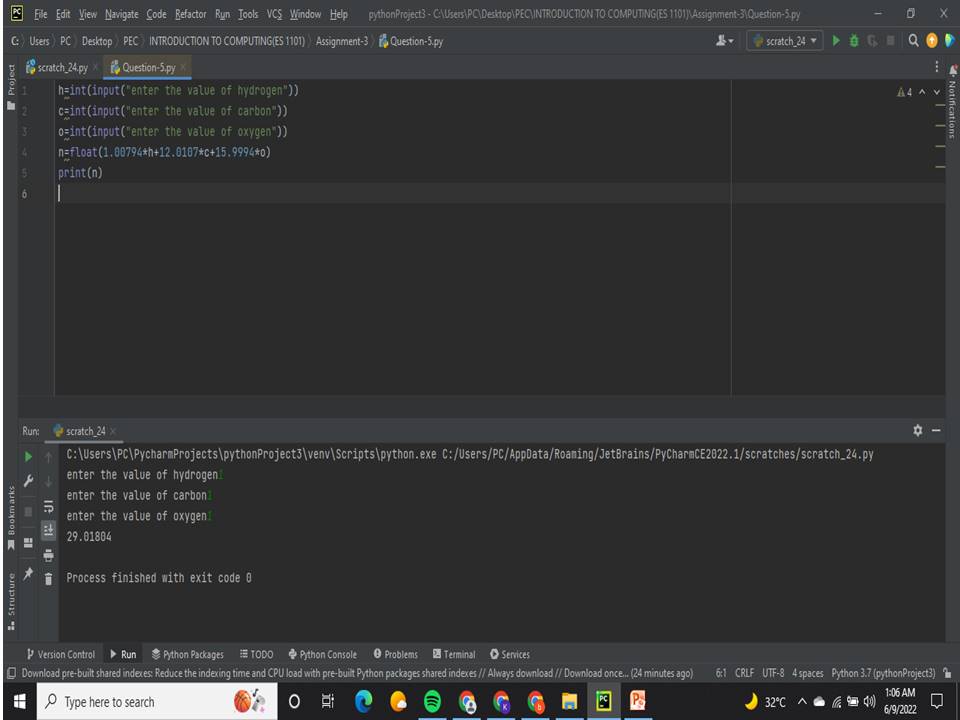 PC File Edit View Navigate Code Refactor Run Tools VCS Window Help pythonProject3 - C:\Users\PC\Desktop\PEC\INTRODUCTION TO COMPUTING(ES 1101)\Assignment-3\Question-5.py
C: Users PC Desktop PEC INTRODUCTION TO COMPUTING(ES 1101) Assignment-3 Question-5.py scratch_24
Project
scratch_24.py Question-5.py
Notifications
1 h=int(input("enter the value of hydrogen")) 4
2 c=int(input("enter the value of carbon"))
3 o=int(input("enter the value of oxygen"))
4 n=float(1.00794*h+12.0107*c+15.9994*o)
5 print(n)
6
Run: scratch_24
C:\Users\PC\PycharmProjects\pythonProject3\venv\Scripts\python.exe C:/Users/PC/AppData/Roaming/JetBrains/PyCharmCE2022.1/scratches/scratch_24.py
enter the value of hydrogen1
enter the value of carbon1
enter the value of oxygen1
29.01804
Process finished with exit code 0
Bookmarks
Structure
Version Control Run Python Packages TODO Python Console Problems Terminal Services
Download pre-built shared indexes: Reduce the indexing time and CPU load with pre-built Python packages shared indexes // Always download // Download once... (24 minutes ago) 6:1 CRLF UTF-8 4 spaces Python 3.7 (pythonProject3)
Type here to search 32°C 1:06 AM
6/9/2022